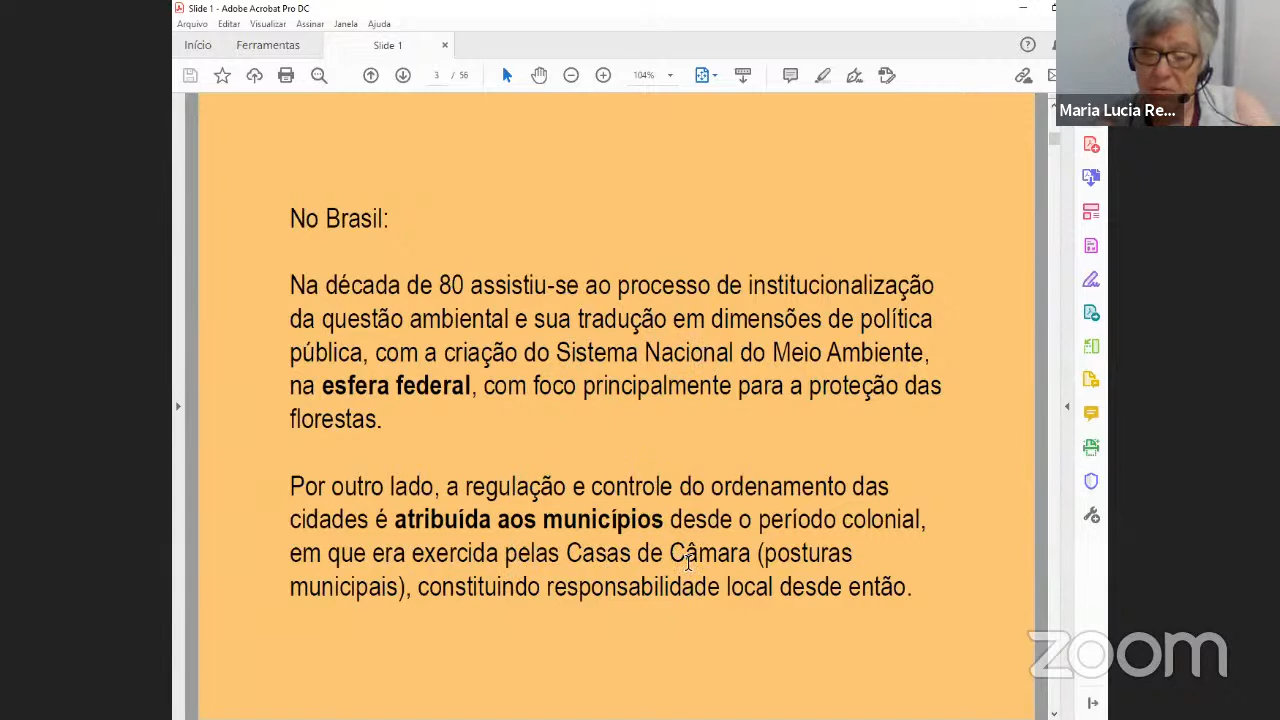 Slide 1 - Adobe Acrobat Pro DC
Arquivo Editar Visualizar Assinar Janela Ajuda
Início Ferramentas Slide 1 ×
3 / 56 104%
Maria Lucia Re...
No Brasil:
Na década de 80 assistiu-se ao processo de institucionalização
da questão ambiental e sua tradução em dimensões de política
pública, com a criação do Sistema Nacional do Meio Ambiente,
na esfera federal, com foco principalmente para a proteção das
florestas.
Por outro lado, a regulação e controle do ordenamento das
cidades é atribuída aos municípios desde o período colonial,
em que era exercida pelas Casas de Câmara (posturas
municipais), constituindo responsabilidade local desde então.
zoom